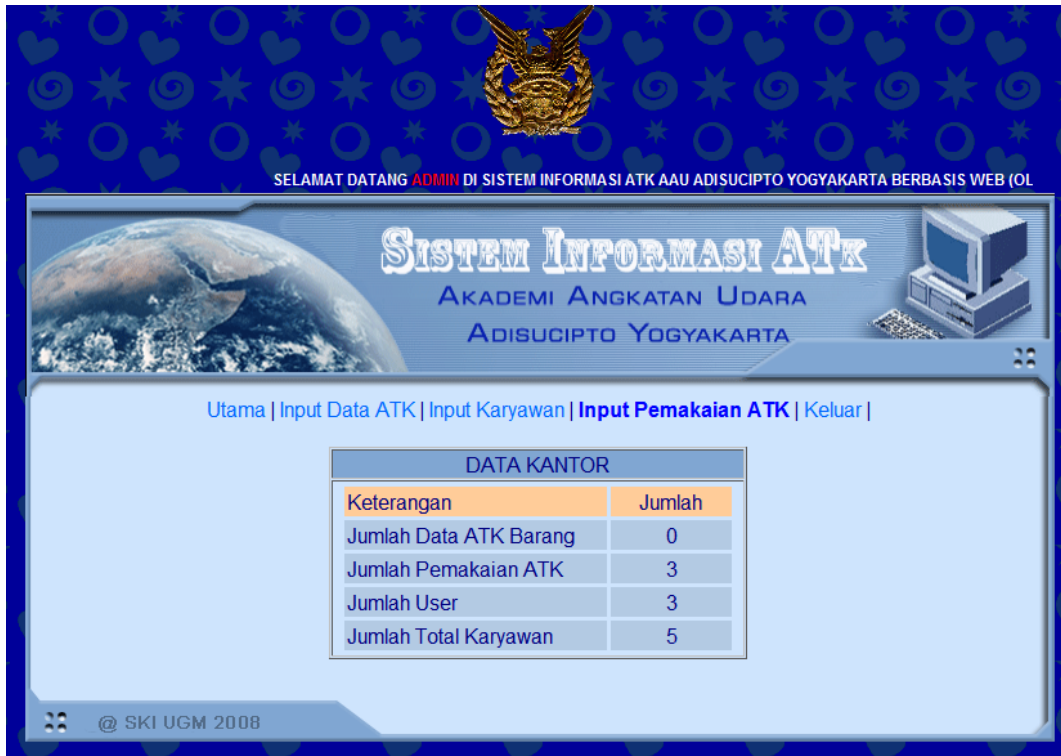 SELAMAT DATANG ADMIN DI SISTEM INFORMASI ATK AAU ADISUCIPTO YOGYAKARTA BERBASIS WEB (OL
SISTEM INFORMASI ATK
AKADEMI ANGKATAN UDARA
ADISUCIPTO YOGYAKARTA
Utama | Input Data ATK | Input Karyawan | Input Pemakaian ATK | Keluar |
DATA KANTOR
Keterangan Jumlah
Jumlah Data ATK Barang 0
Jumlah Pemakaian ATK 3
Jumlah User 3
Jumlah Total Karyawan 5
@ SKI UGM 2008